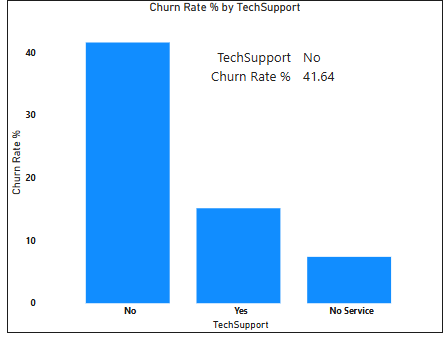 Churn Rate % by TechSupport
TechSupport No
Churn Rate % 41.64
Churn Rate %
40
30
20
10
0
No Yes No Service
TechSupport